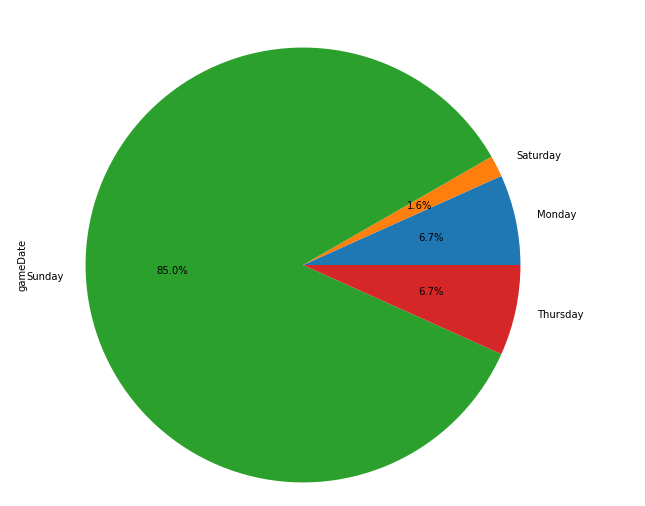 Saturday
1.6%
Monday
6.7%
gameDate
Sunday
85.0%
6.7%
Thursday